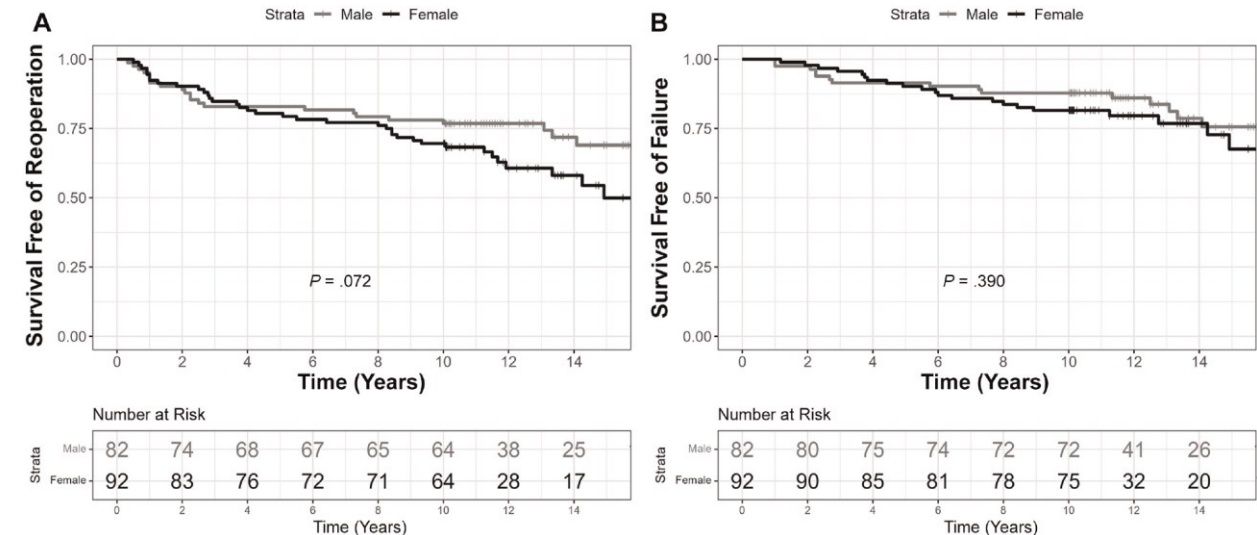 A
Strata Male Female
Survival Free of Reoperation
1.00
0.75
0.50
0.25
0.00
P = .072
0 2 4 6 8 10 12 14
Time (Years)
Number at Risk
Strata
Male 82 74 68 67 65 64 38 25
Female 92 83 76 72 71 64 28 17
0 2 4 6 8 10 12 14
Time (Years)
B
Strata Male Female
Survival Free of Failure
1.00
0.75
0.50
0.25
0.00
P = .390
0 2 4 6 8 10 12 14
Time (Years)
Number at Risk
Strata
Male 82 80 75 74 72 72 41 26
Female 92 90 85 81 78 75 32 20
0 2 4 6 8 10 12 14
Time (Years)